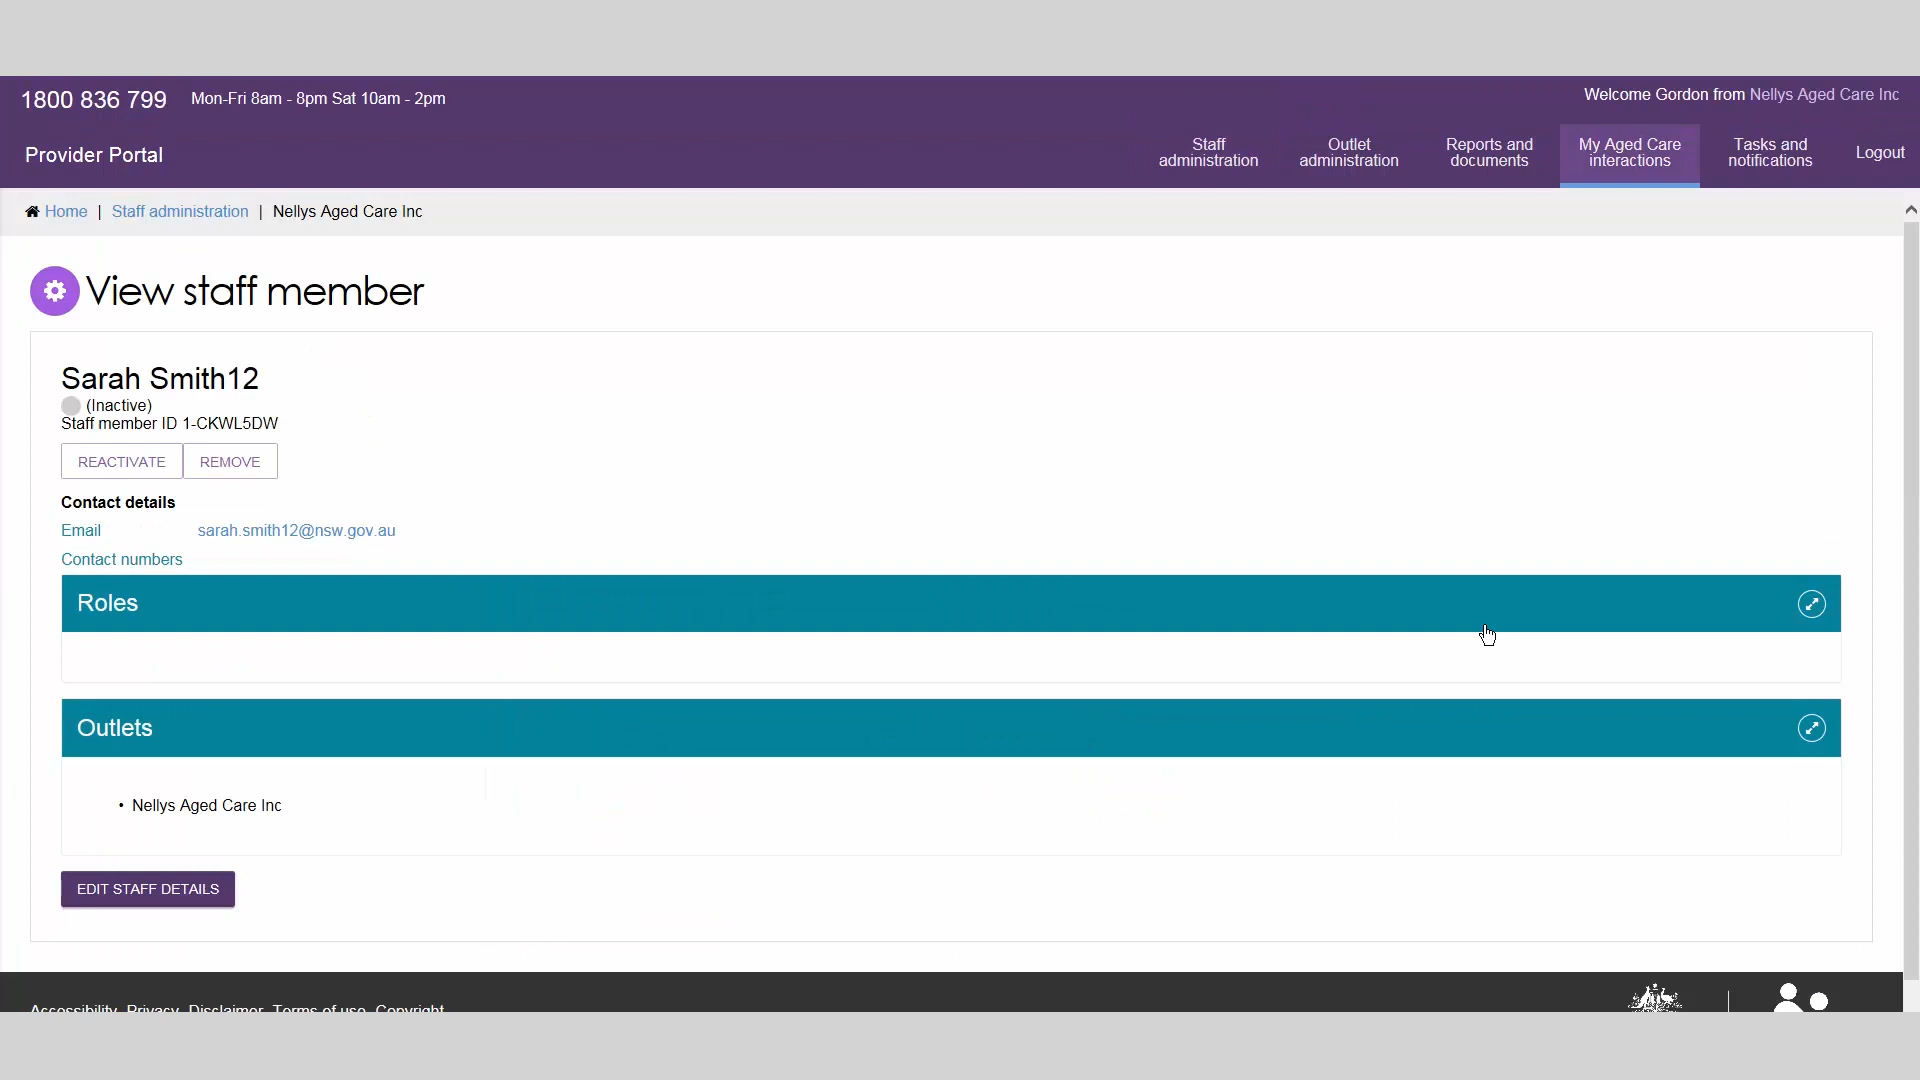 1800 836 799 Mon-Fri 8am - 8pm Sat 10am - 2pm
Welcome Gordon from Nellys Aged Care Inc
Provider Portal
Staff administration
Outlet administration
Reports and documents
My Aged Care interactions
Tasks and notifications
Logout
Home | Staff administration | Nellys Aged Care Inc
View staff member
Sarah Smith12
(Inactive)
Staff member ID 1-CKWL5DW
REACTIVATE REMOVE
Contact details
Email sarah.smith12@nsw.gov.au
Contact numbers
Roles
Outlets
• Nellys Aged Care Inc
EDIT STAFF DETAILS
Accessibility Privacy Disclaimer Terms of use Copyright